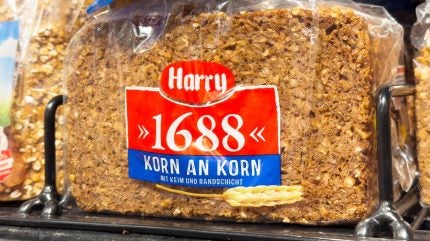 Harry
»1688«
KORN AN KORN
MIT KEIM UND RANDSCHICHT